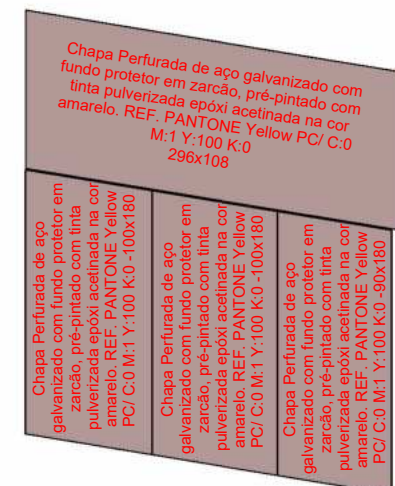 Chapa Perfurada de aço galvanizado com
fundo protetor em zarcão, pré-pintado com
tinta pulverizada epóxi acetinada na cor
amarelo. REF. PANTONE Yellow PC/ C:0
M:1 Y:100 K:0
296x108
Chapa Perfurada de aço
galvanizado com fundo protetor em
zarcão, pré-pintado com tinta
pulverizada epóxi acetinada na cor
amarelo. REF. PANTONE Yellow
PC/ C:0 M:1 Y:100 K:0 -100x180
Chapa Perfurada de aço
galvanizado com fundo protetor em
zarcão, pré-pintado com tinta
pulverizada epóxi acetinada na cor
amarelo. REF. PANTONE Yellow
PC/ C:0 M:1 Y:100 K:0 -100x180
Chapa Perfurada de aço
galvanizado com fundo protetor em
zarcão, pré-pintado com tinta
pulverizada epóxi acetinada na cor
amarelo. REF. PANTONE Yellow
PC/ C:0 M:1 Y:100 K:0 -90x180